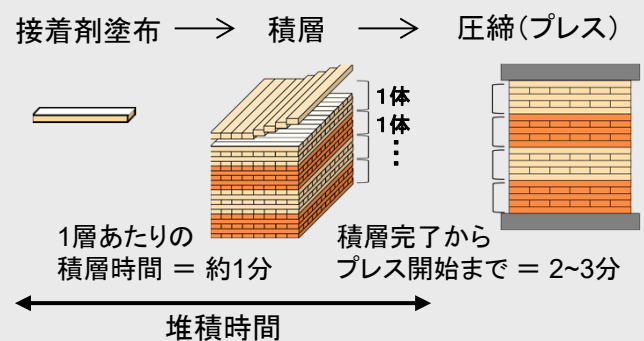 接着剤塗布 → 積層 → 圧締(プレス)
1体
1体
⋮
1層あたりの
積層時間 = 約1分
積層完了から
プレス開始まで = 2~3分
堆積時間